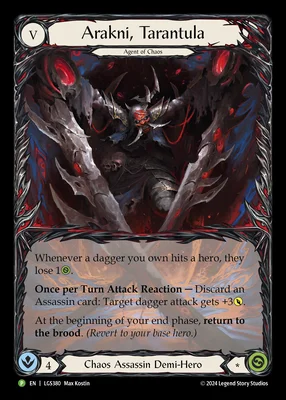 V
Arakni, Tarantula
Agent of Chaos
Whenever a dagger you own hits a hero, they
lose 1.
Once per Turn Attack Reaction — Discard an
Assassin card: Target dagger attack gets +3.
At the beginning of your end phase, return to
the brood. (Revert to your base hero.)
4
Chaos Assassin Demi-Hero
*
P EN | LGS380 Max Kostin
© 2024 Legend Story Studios